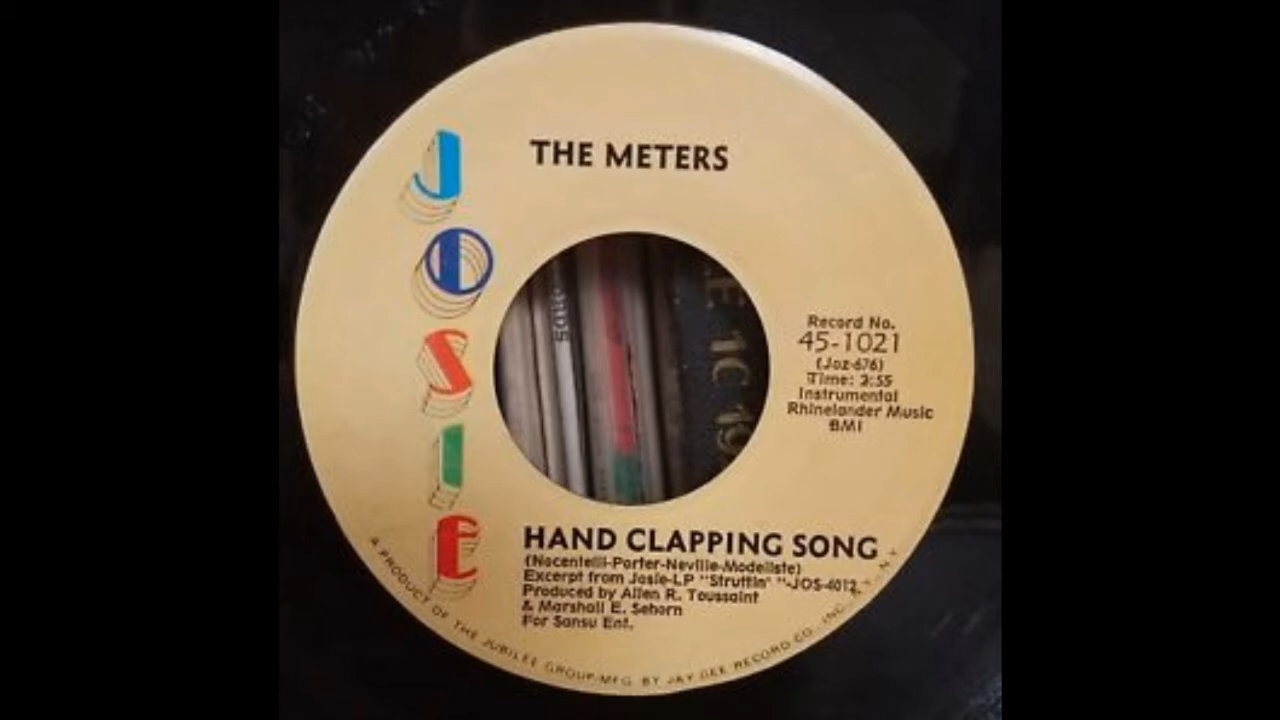 JOSIE
THE METERS
Record No.
45-1021
(Joz-676)
Time: 2:55
Instrumental
Rhinelander Music
BMI
HAND CLAPPING SONG
(Nocentelli-Porter-Neville-Modeliste)
Excerpt from Josie-LP "Struttin' "-JOS-4012
Produced by Allen R. Toussaint
& Marshall E. Sehorn
For Sansu Ent.
A PRODUCT OF THE JUBILEE GROUP-MFG. BY JAY-GEE RECORD CO., INC., N.Y., N.Y.